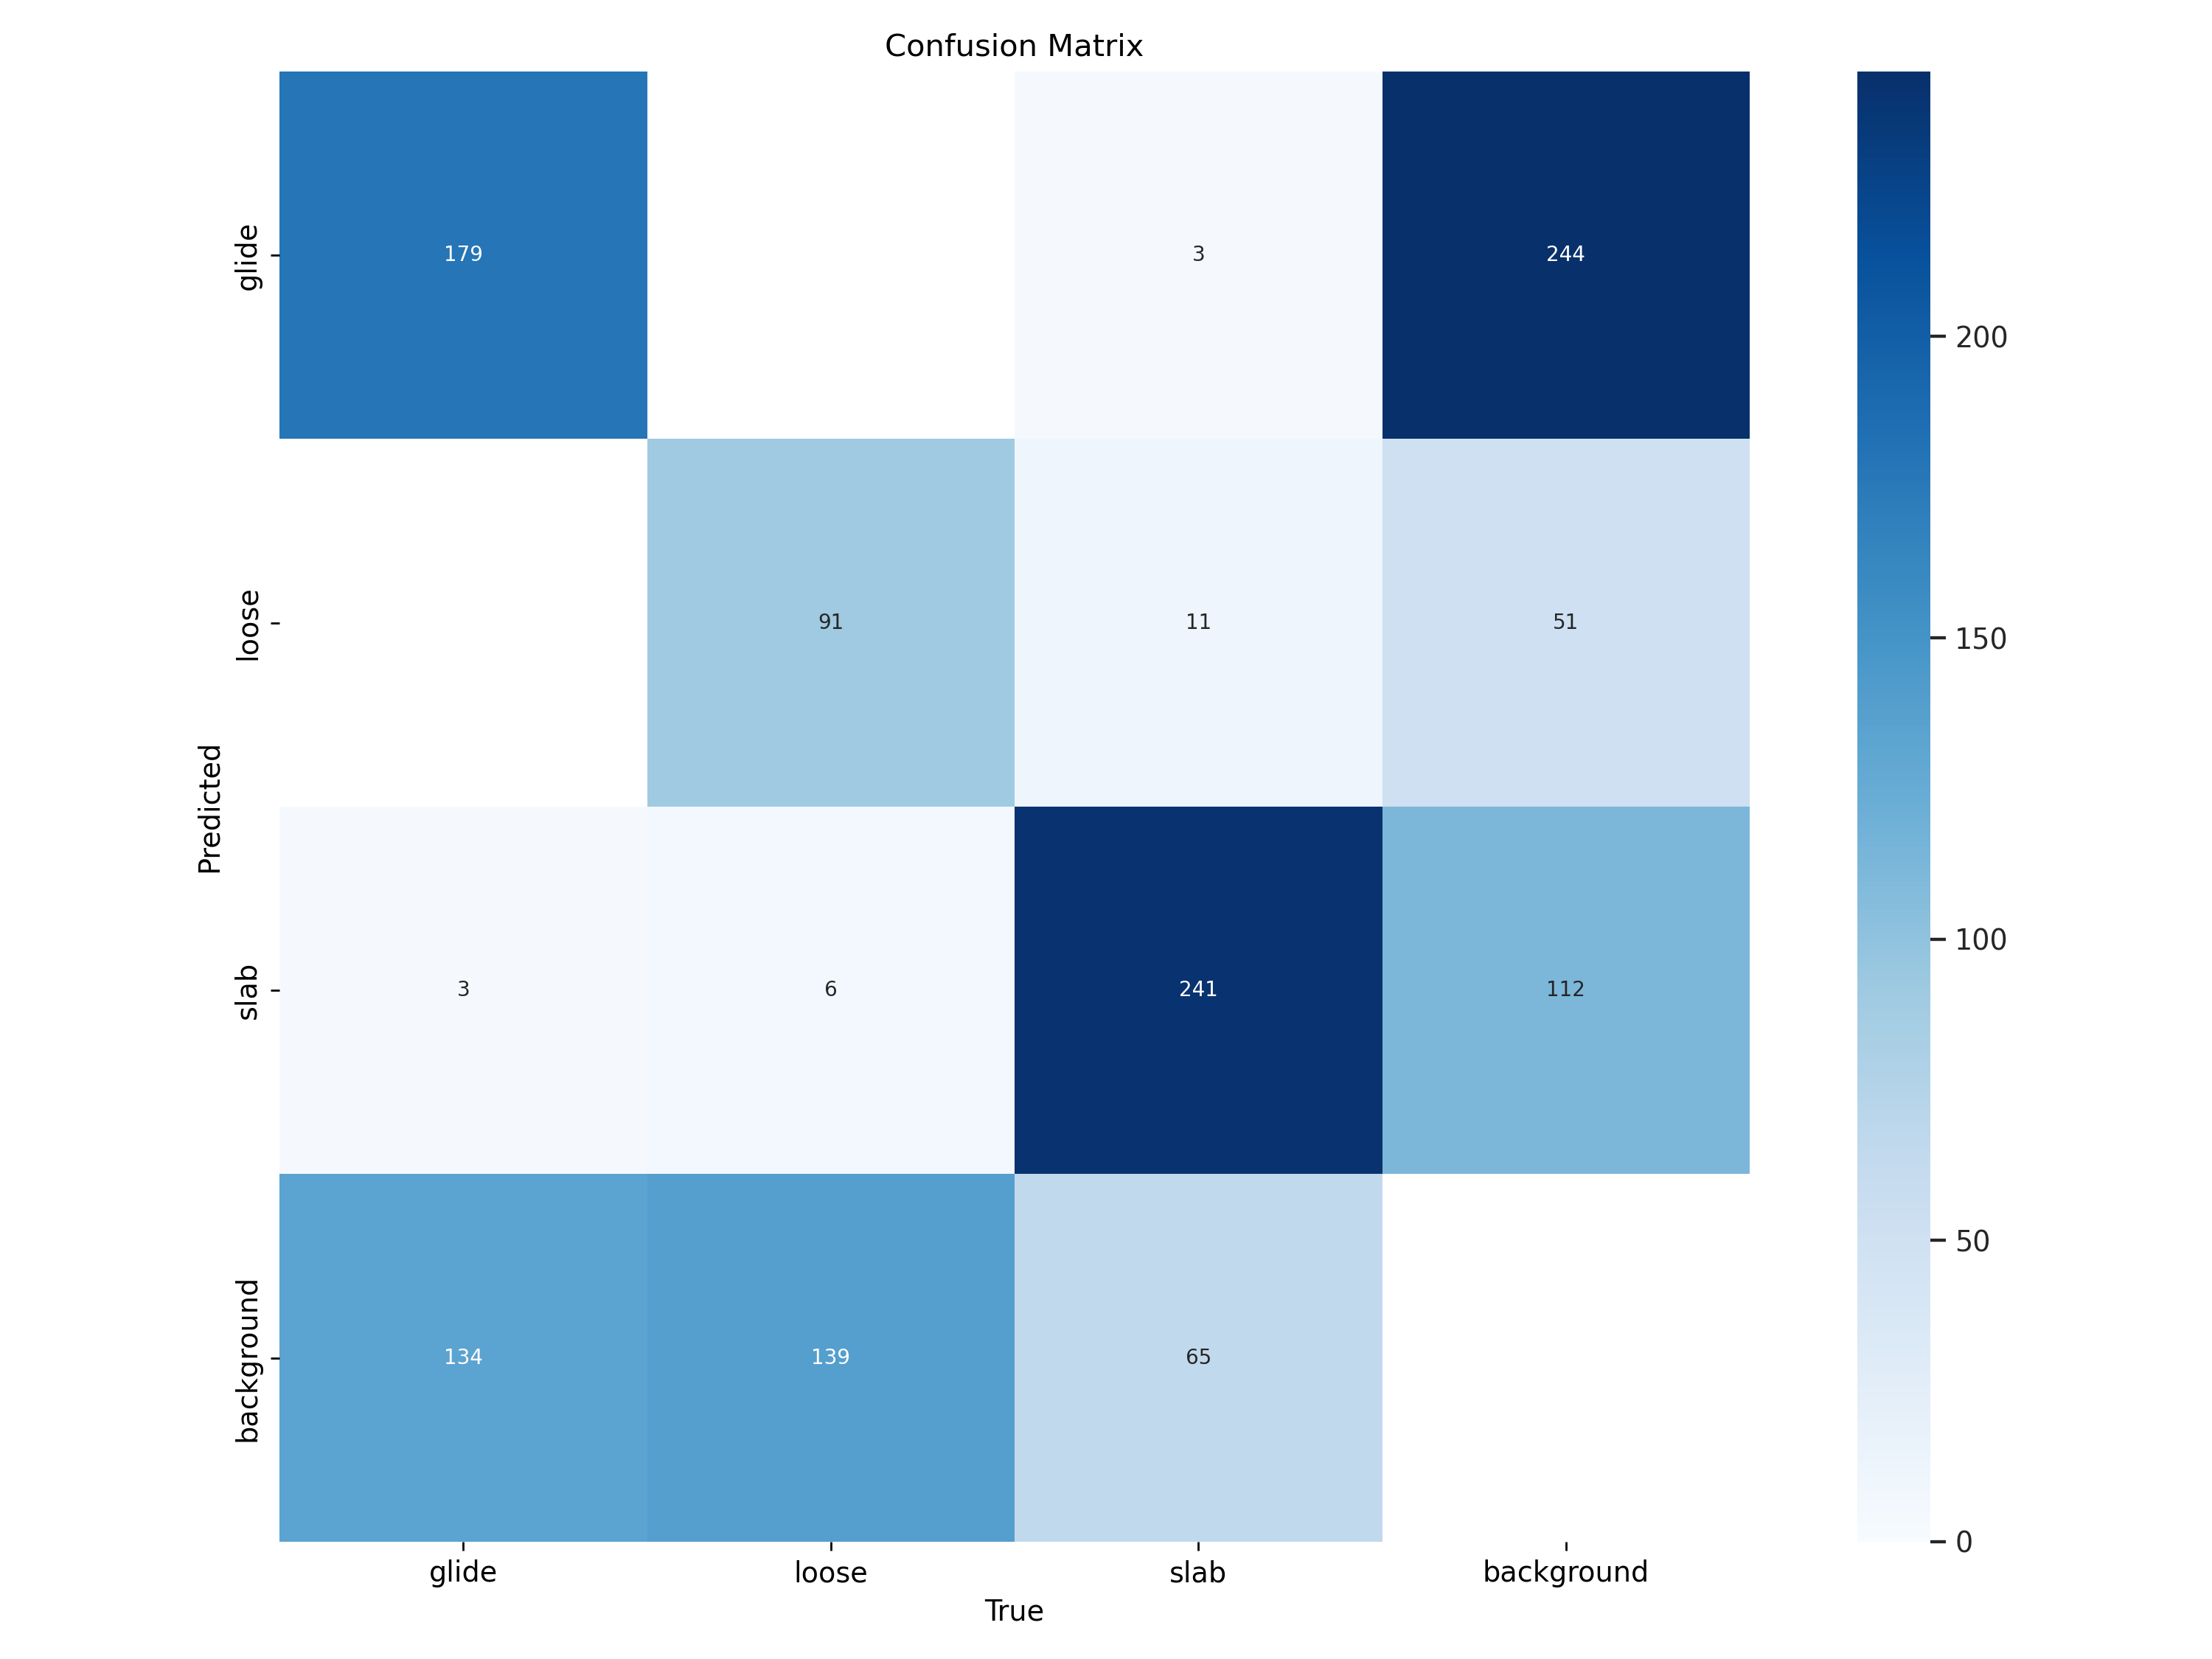 Confusion Matrix
glide
179
3
244
loose
91
11
51
slab
3
6
241
112
background
134
139
65
Predicted
glide
loose
slab
background
True
200
150
100
50
0